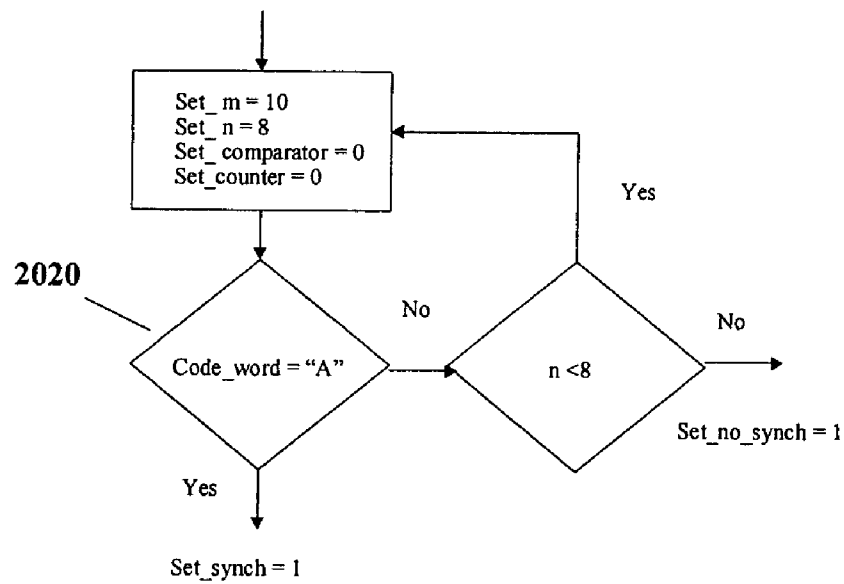 Set_ m = 10
Set_ n = 8
Set_ comparator = 0
Set_counter = 0
Yes
2020
No
No
Code_word = “A”
n <8
Set_no_synch = 1
Yes
Set_synch = 1